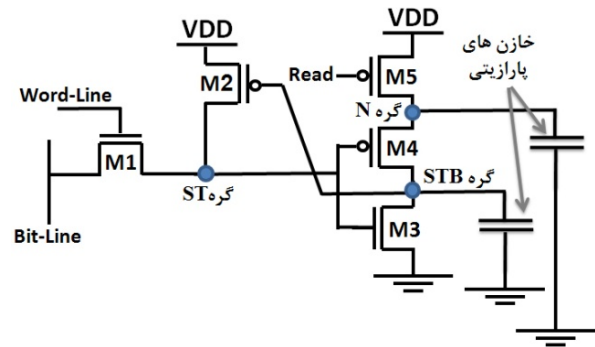 VDD
VDD
خازن های
پارازیتی
M2
Read
M5
Word-Line
گره N
M4
M1
گره ST
گره STB
M3
Bit-Line